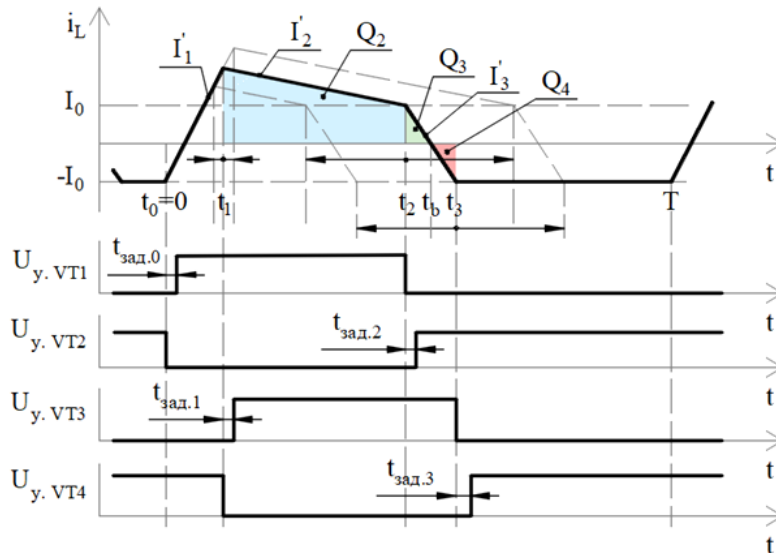 i_L
I'_1 I'_2 Q_2 Q_3 I'_3 Q_4
I_0
-I_0
t
t_0=0 t_1 t_2 t_b t_3 T
U_у. VT1
t_зад.0
t
U_у. VT2
t_зад.2
t
U_у. VT3
t_зад.1
t
U_у. VT4
t_зад.3
t